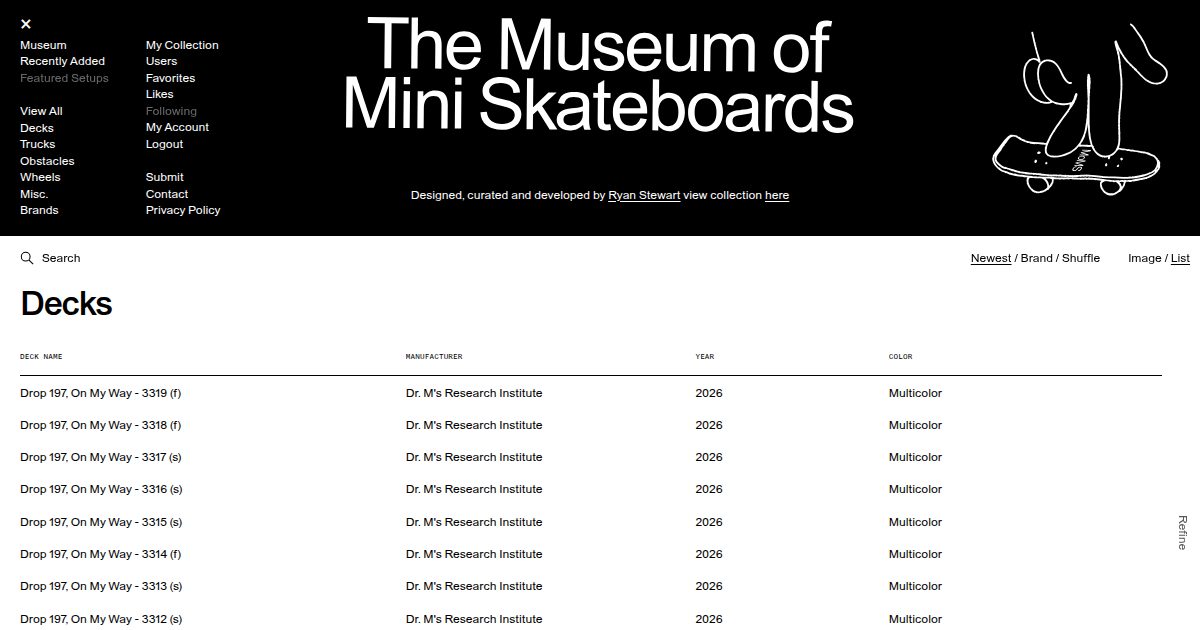 ×
Museum
Recently Added
Featured Setups
View All
Decks
Trucks
Obstacles
Wheels
Misc.
Brands
My Collection
Users
Favorites
Likes
Following
My Account
Logout
Submit
Contact
Privacy Policy
The Museum of
Mini Skateboards
Designed, curated and developed by Ryan Stewart view collection here
MoMS
Search
Newest / Brand / Shuffle
Image / List
Decks
DECK NAME MANUFACTURER YEAR COLOR
Drop 197, On My Way - 3319 (f) Dr. M's Research Institute 2026 Multicolor
Drop 197, On My Way - 3318 (f) Dr. M's Research Institute 2026 Multicolor
Drop 197, On My Way - 3317 (s) Dr. M's Research Institute 2026 Multicolor
Drop 197, On My Way - 3316 (s) Dr. M's Research Institute 2026 Multicolor
Drop 197, On My Way - 3315 (s) Dr. M's Research Institute 2026 Multicolor
Drop 197, On My Way - 3314 (f) Dr. M's Research Institute 2026 Multicolor
Drop 197, On My Way - 3313 (s) Dr. M's Research Institute 2026 Multicolor
Drop 197, On My Way - 3312 (s) Dr. M's Research Institute 2026 Multicolor
Refine